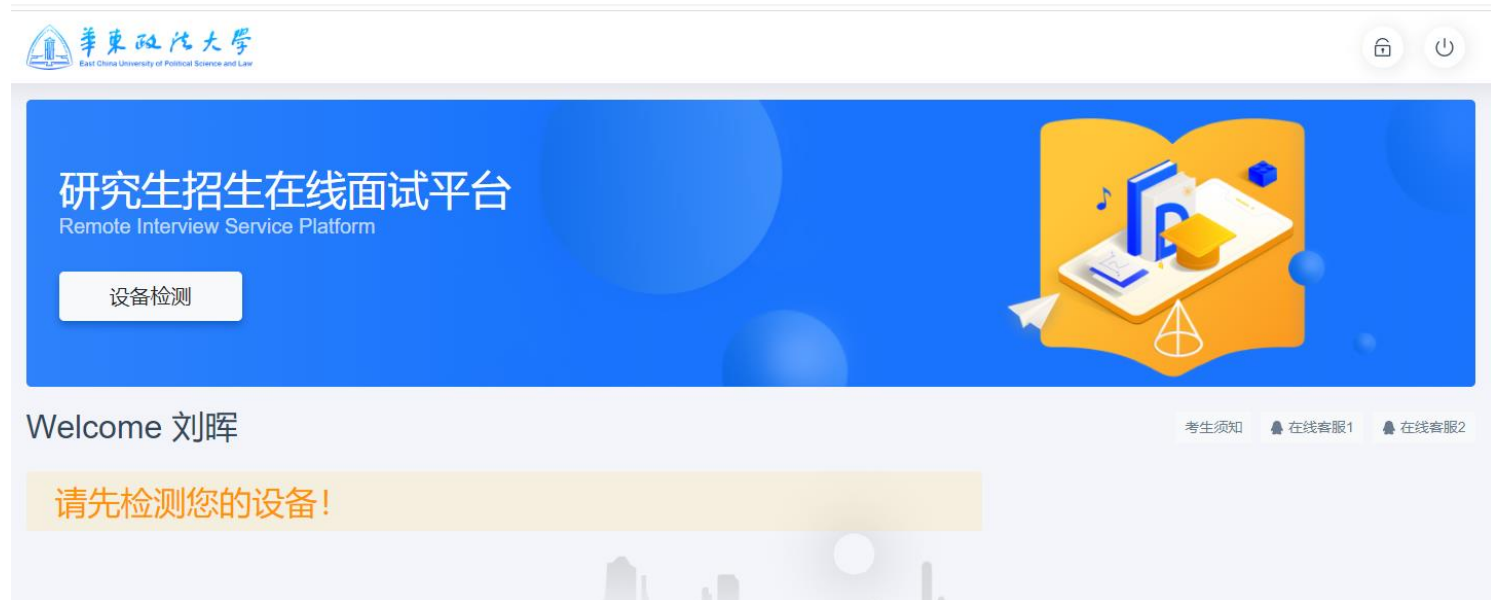 華東政法大學
East China University of Political Science and Law
研究生招生在线面试平台
Remote Interview Service Platform
设备检测
Welcome 刘晖
考生须知 在线客服1 在线客服2
请先检测您的设备!